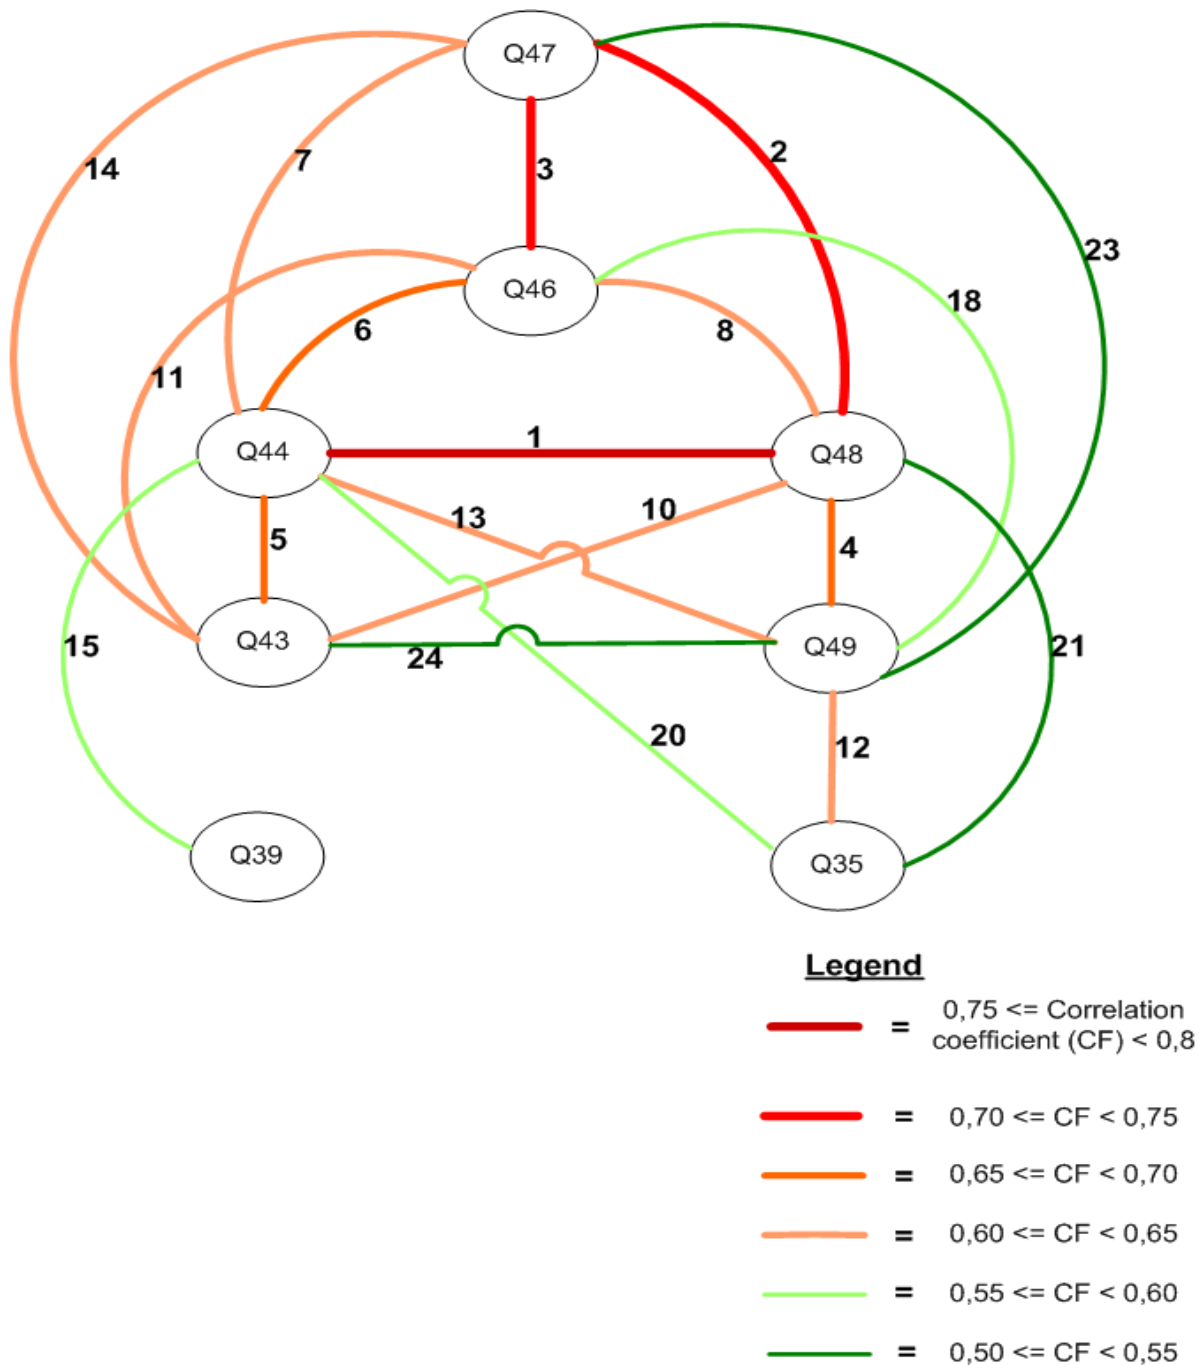 Q47
14
7
3
2
23
Q46
18
6
8
11
1
Q44
Q48
13
10
5
4
Q43
Q49
24
15
21
20
12
Q39
Q35
Legend
= 0,75 <= Correlation
coefficient (CF) < 0,8
= 0,70 <= CF < 0,75
= 0,65 <= CF < 0,70
= 0,60 <= CF < 0,65
= 0,55 <= CF < 0,60
= 0,50 <= CF < 0,55